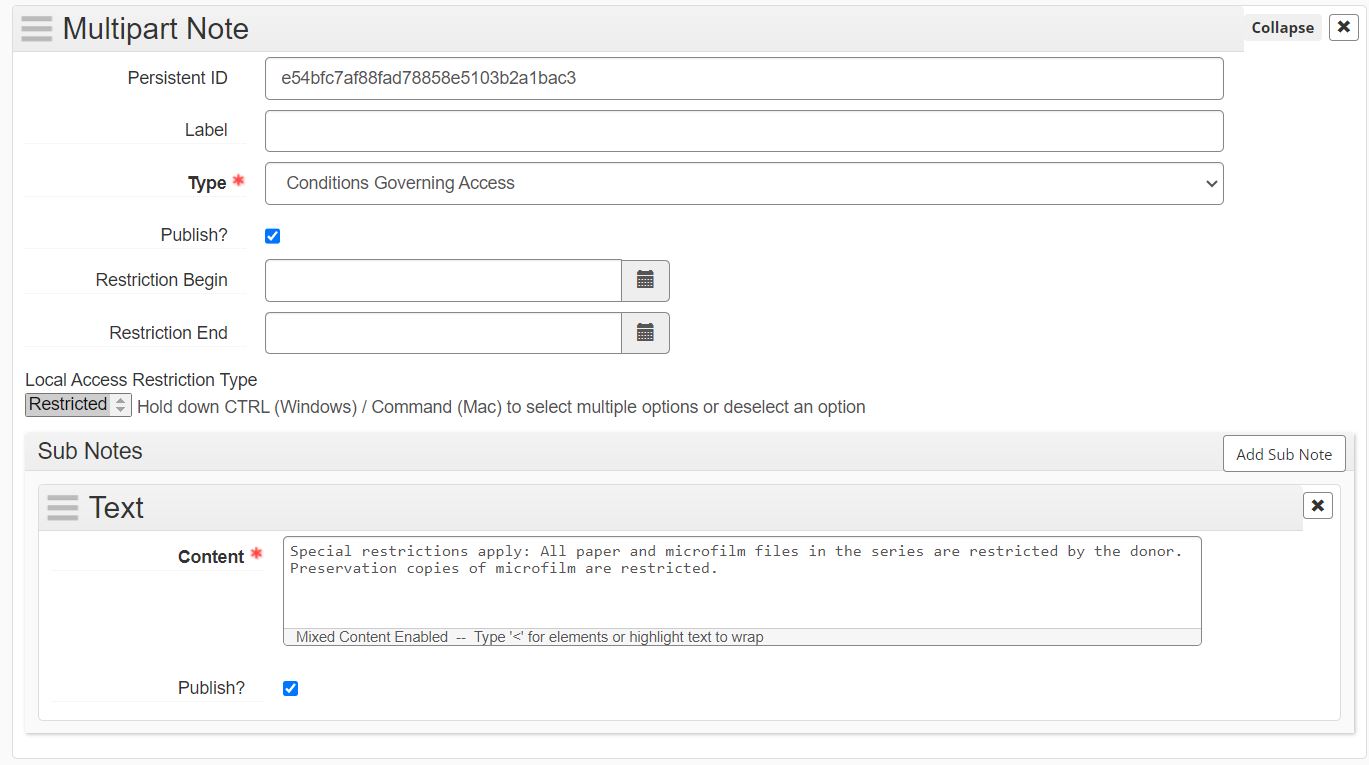 Multipart Note
Collapse
Persistent ID
e54bfc7af88fad78858e5103b2a1bac3
Label
Type *
Conditions Governing Access
Publish?
Restriction Begin
Restriction End
Local Access Restriction Type
Restricted Hold down CTRL (Windows) / Command (Mac) to select multiple options or deselect an option
Sub Notes
Add Sub Note
Text
Content *
Special restrictions apply: All paper and microfilm files in the series are restricted by the donor.
Preservation copies of microfilm are restricted.
Mixed Content Enabled -- Type '<' for elements or highlight text to wrap
Publish?